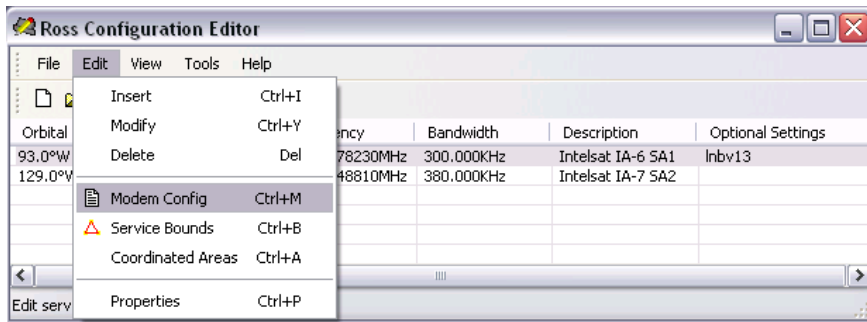 Ross Configuration Editor
File Edit View Tools Help
Insert Ctrl+I
Modify Ctrl+Y
Delete Del
Modem Config Ctrl+M
Service Bounds Ctrl+B
Coordinated Areas Ctrl+A
Properties Ctrl+P
Orbital Bandwidth Description Optional Settings
93.0°W 78230MHz 300.000KHz Intelsat IA-6 SA1 lnbv13
129.0°W 48810MHz 380.000KHz Intelsat IA-7 SA2
Edit serv